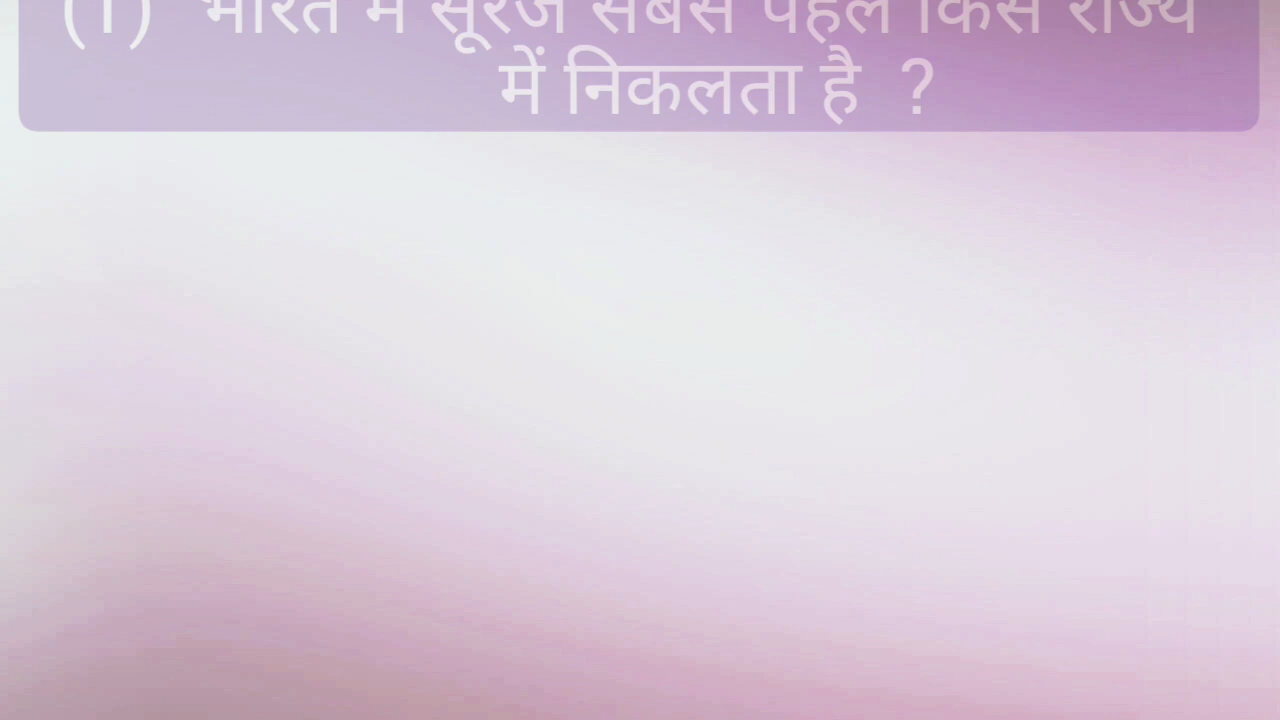 (1) भारत में सूरज सबसे पहले किस राज्य
में निकलता है ?